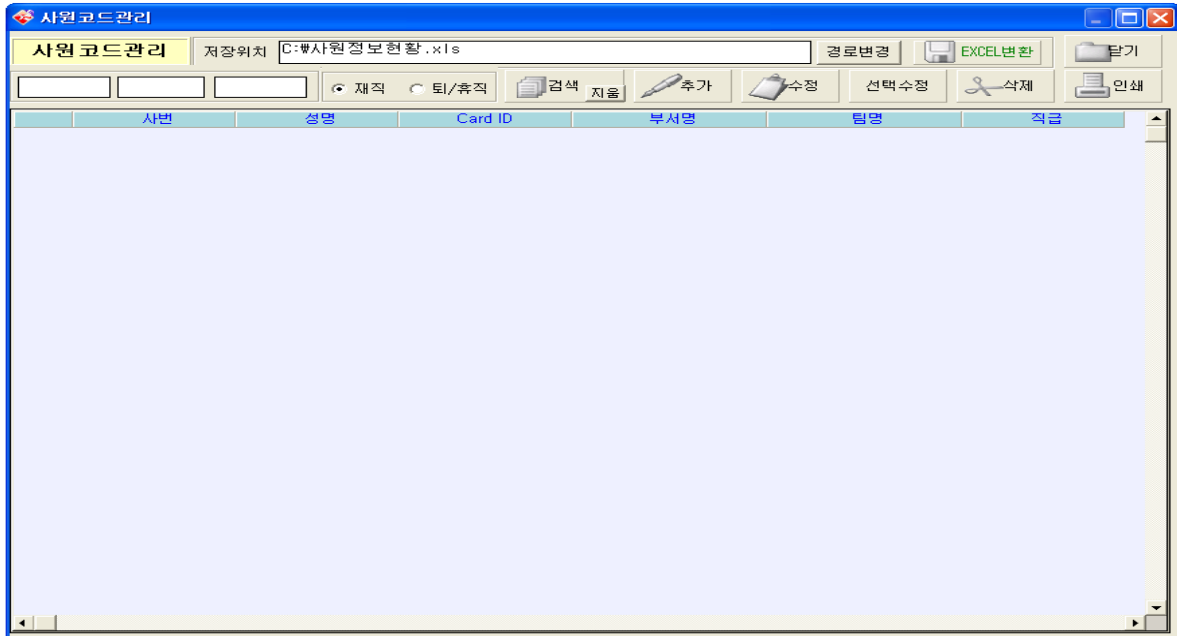 사원코드관리
사원코드관리 저장위치 C:₩사원정보현황.xls 경로변경 EXCEL변환 닫기
재직 퇴/휴직 검색 지움 추가 수정 선택수정 삭제 인쇄
사번 성명 Card ID 부서명 팀명 직급